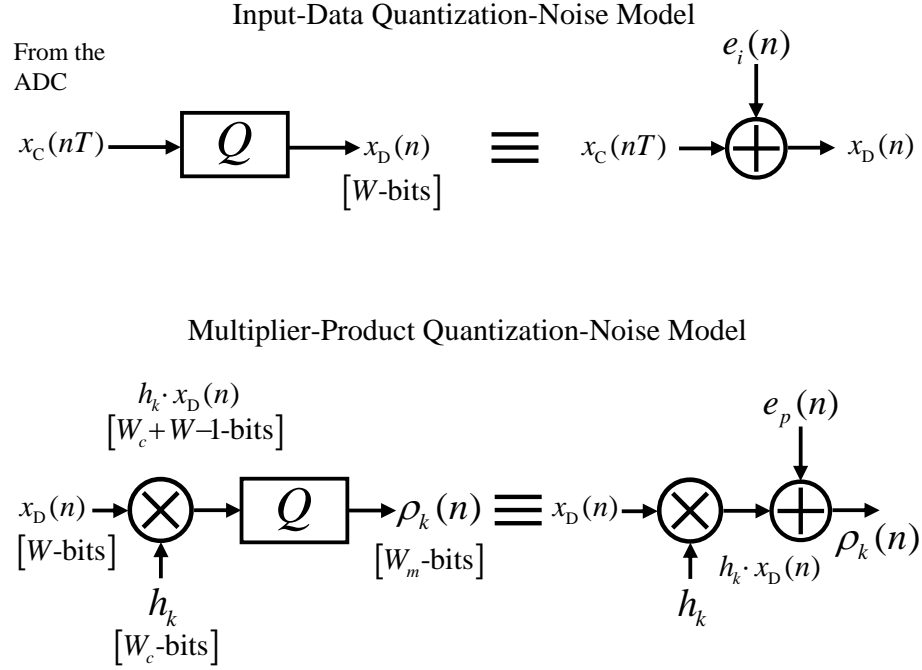 Input-Data Quantization-Noise Model
From the
ADC
x_C(nT)
Q
x_D(n)
[W-bits]
≡
x_C(nT)
e_i(n)
+
x_D(n)
Multiplier-Product Quantization-Noise Model
h_k · x_D(n)
[W_c + W − 1-bits]
x_D(n)
[W-bits]
×
h_k
[W_c-bits]
Q
ρ_k(n)
[W_m-bits]
≡
x_D(n)
×
h_k
h_k · x_D(n)
e_p(n)
+
ρ_k(n)